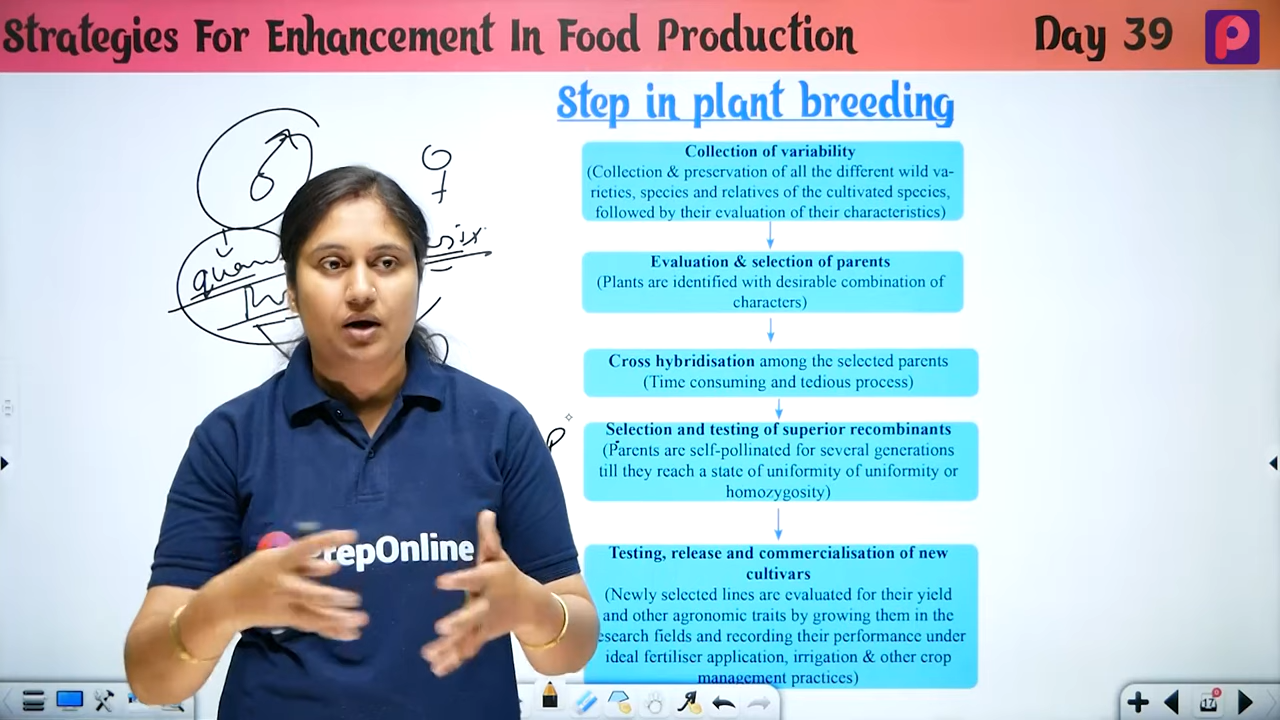 Strategies For Enhancement In Food Production
Day 39
Step in plant breeding
Collection of variability
(Collection & preservation of all the different wild va-
rieties, species and relatives of the cultivated species,
followed by their evaluation of their characteristics)
Evaluation & selection of parents
(Plants are identified with desirable combination of
characters)
Cross hybridisation among the selected parents
(Time consuming and tedious process)
Selection and testing of superior recombinants
(Parents are self-pollinated for several generations
till they reach a state of uniformity of uniformity or
homozygosity)
Testing, release and commercialisation of new
cultivars
(Newly selected lines are evaluated for their yield
and other agronomic traits by growing them in the
esearch fields and recording their performance under
ideal fertiliser application, irrigation & other crop
management practices)
repOnline
17